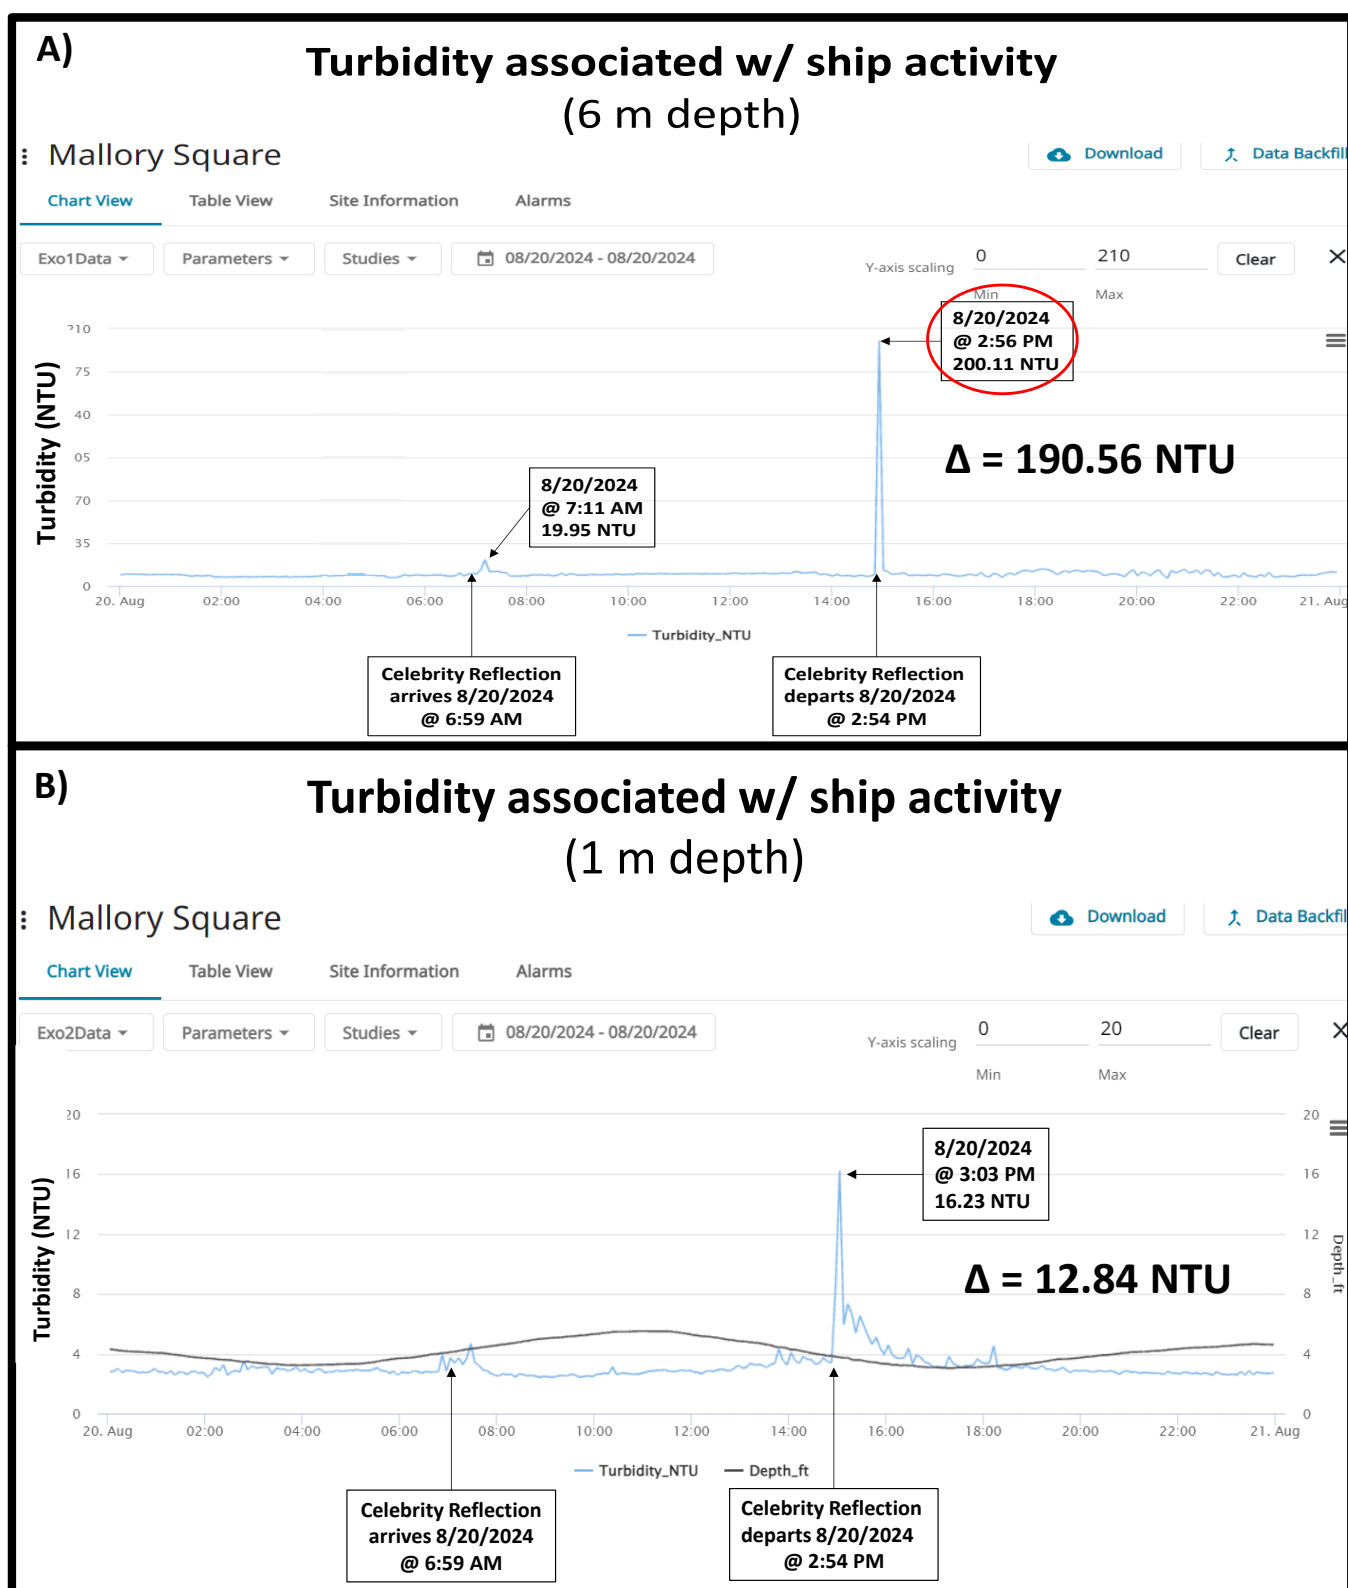 A)
Turbidity associated w/ ship activity
(6 m depth)
Mallory Square
Download
Data Backfill
Chart View
Table View
Site Information
Alarms
Exo1Data
Parameters
Studies
08/20/2024 - 08/20/2024
Y-axis scaling
0
210
Clear
Min
Max
8/20/2024
@ 2:56 PM
200.11 NTU
Turbidity (NTU)
210
75
40
05
70
35
0
Δ = 190.56 NTU
8/20/2024
@ 7:11 AM
19.95 NTU
20. Aug
02:00
04:00
06:00
08:00
10:00
12:00
14:00
16:00
18:00
20:00
22:00
21. Aug
Turbidity_NTU
Celebrity Reflection
arrives 8/20/2024
@ 6:59 AM
Celebrity Reflection
departs 8/20/2024
@ 2:54 PM
B)
Turbidity associated w/ ship activity
(1 m depth)
Mallory Square
Download
Data Backfil
Chart View
Table View
Site Information
Alarms
Exo2Data
Parameters
Studies
08/20/2024 - 08/20/2024
Y-axis scaling
0
20
Clear
Min
Max
Turbidity (NTU)
20
16
12
8
4
0
8/20/2024
@ 3:03 PM
16.23 NTU
Δ = 12.84 NTU
20
16
12
8
4
0
Depth_ft
20. Aug
02:00
04:00
06:00
08:00
10:00
12:00
14:00
16:00
18:00
20:00
22:00
21. Aug
Turbidity_NTU
Depth_ft
Celebrity Reflection
arrives 8/20/2024
@ 6:59 AM
Celebrity Reflection
departs 8/20/2024
@ 2:54 PM